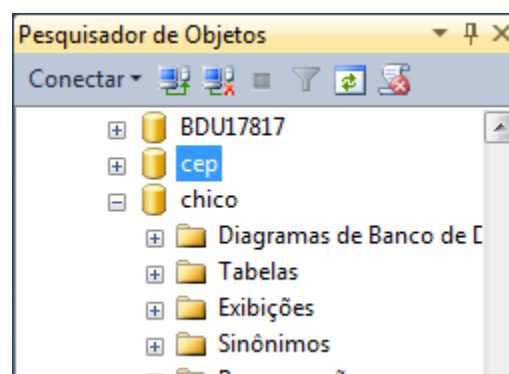 Pesquisador de Objetos
Conectar
BDU17817
cep
chico
Diagramas de Banco de
Tabelas
Exibições
Sinônimos